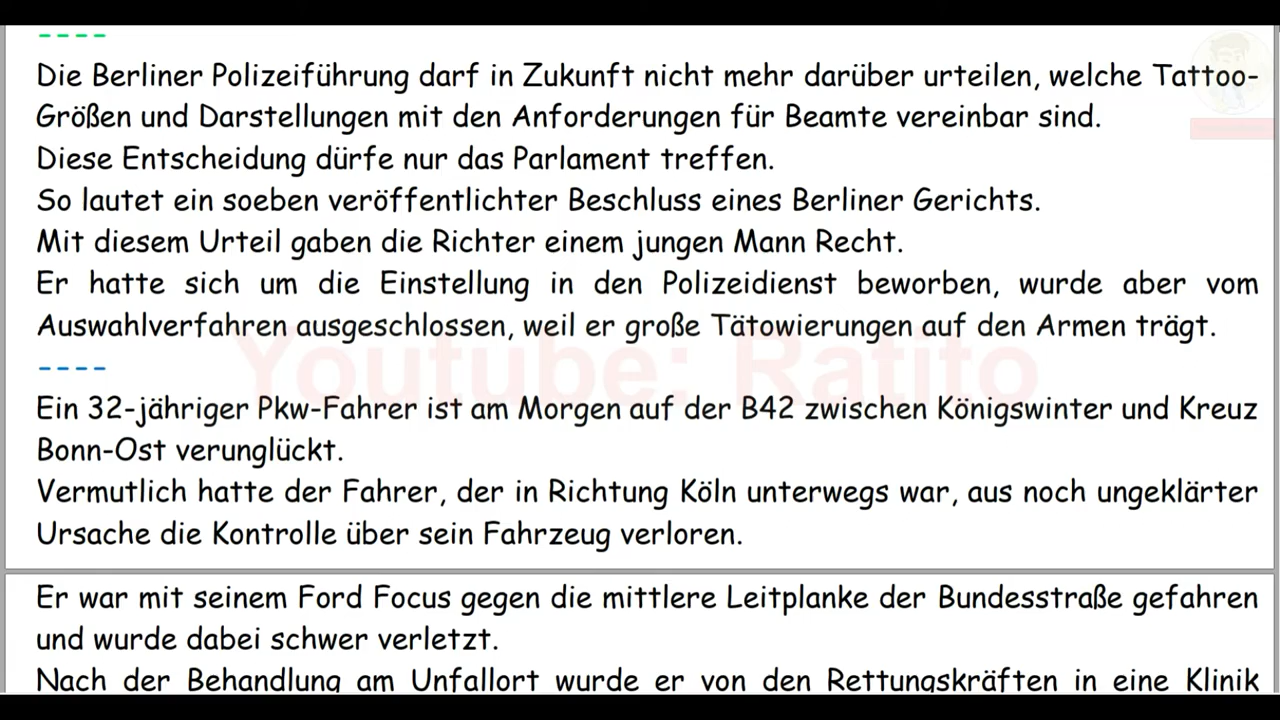 ----
Die Berliner Polizeiführung darf in Zukunft nicht mehr darüber urteilen, welche Tattoo-
Größen und Darstellungen mit den Anforderungen für Beamte vereinbar sind.
Diese Entscheidung dürfe nur das Parlament treffen.
So lautet ein soeben veröffentlichter Beschluss eines Berliner Gerichts.
Mit diesem Urteil gaben die Richter einem jungen Mann Recht.
Er hatte sich um die Einstellung in den Polizeidienst beworben, wurde aber vom
Auswahlverfahren ausgeschlossen, weil er große Tätowierungen auf den Armen trägt.
Youtube: Ratito
----
Ein 32-jähriger Pkw-Fahrer ist am Morgen auf der B42 zwischen Königswinter und Kreuz
Bonn-Ost verunglückt.
Vermutlich hatte der Fahrer, der in Richtung Köln unterwegs war, aus noch ungeklärter
Ursache die Kontrolle über sein Fahrzeug verloren.
Er war mit seinem Ford Focus gegen die mittlere Leitplanke der Bundesstraße gefahren
und wurde dabei schwer verletzt.
Nach der Behandlung am Unfallort wurde er von den Rettungskräften in eine Klinik